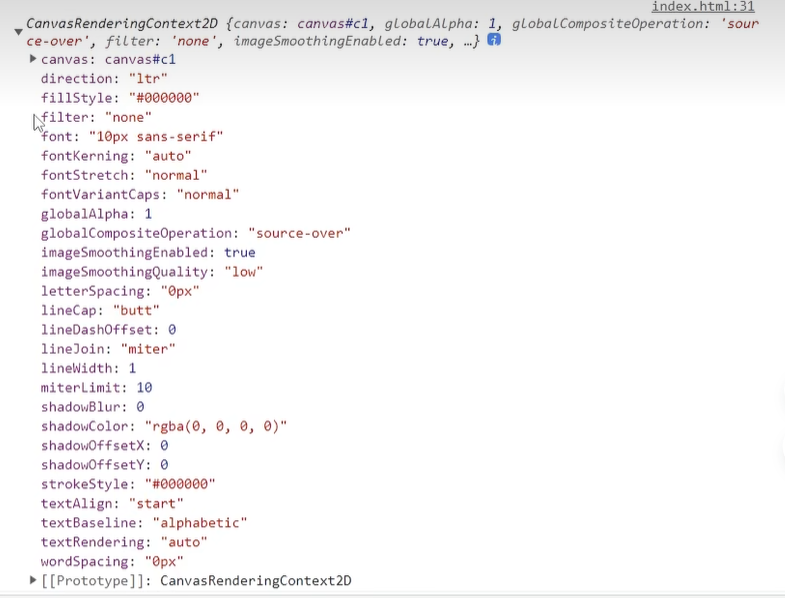 index.html:31
CanvasRenderingContext2D {canvas: canvas#c1, globalAlpha: 1, globalCompositeOperation: 'sour
ce-over', filter: 'none', imageSmoothingEnabled: true, …}
canvas: canvas#c1
direction: "ltr"
fillStyle: "#000000"
filter: "none"
font: "10px sans-serif"
fontKerning: "auto"
fontStretch: "normal"
fontVariantCaps: "normal"
globalAlpha: 1
globalCompositeOperation: "source-over"
imageSmoothingEnabled: true
imageSmoothingQuality: "low"
letterSpacing: "0px"
lineCap: "butt"
lineDashOffset: 0
lineJoin: "miter"
lineWidth: 1
miterLimit: 10
shadowBlur: 0
shadowColor: "rgba(0, 0, 0, 0)"
shadowOffsetX: 0
shadowOffsetY: 0
strokeStyle: "#000000"
textAlign: "start"
textBaseline: "alphabetic"
textRendering: "auto"
wordSpacing: "0px"
[[Prototype]]: CanvasRenderingContext2D